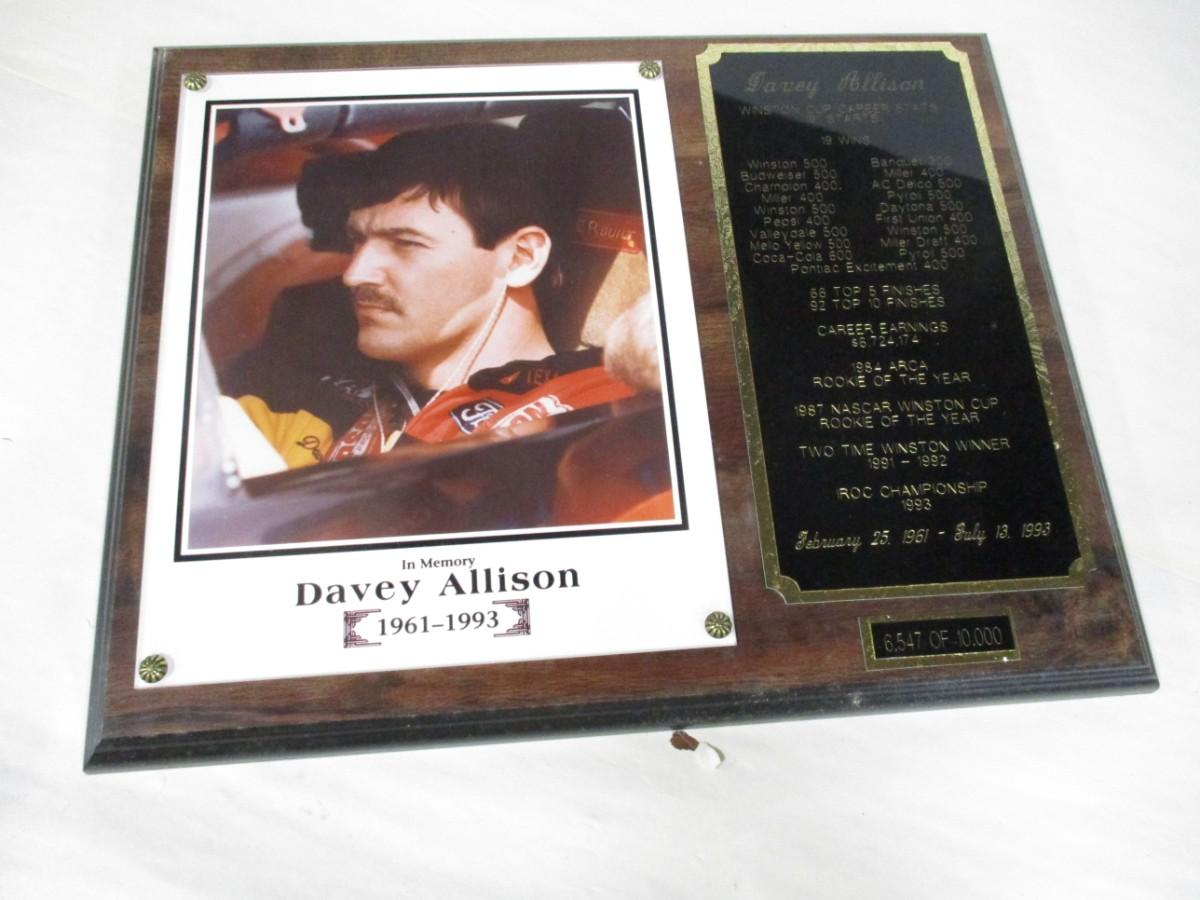 In Memory
Davey Allison
1961–1993
Davey Allison
WINSTON CUP CAREER STATS
STARTS
19 WINS
Winston 500 Banquet 300
Budweiser 500 Miller 400
Champion 400. AC Delco 500
Miller 400 Pyrol 500
Winston 500 Daytona 500
Pepsi 400 First Union 400
Valleydale 500 Winston 500
Mello Yelow 500 Miller Draft 400
Coca-Cola 600 Pyrol 500
Pontiac Excitement 400
66 TOP 5 FINISHES
92 TOP 10 FINISHES
CAREER EARNINGS
$6,724,174
1984 ARCA
ROOKIE OF THE YEAR
1987 NASCAR WINSTON CUP
ROOKIE OF THE YEAR
TWO TIME WINSTON WINNER
1991 - 1992
IROC CHAMPIONSHIP
1993
February 25, 1961 - July 13, 1993
6,547 OF 10,000